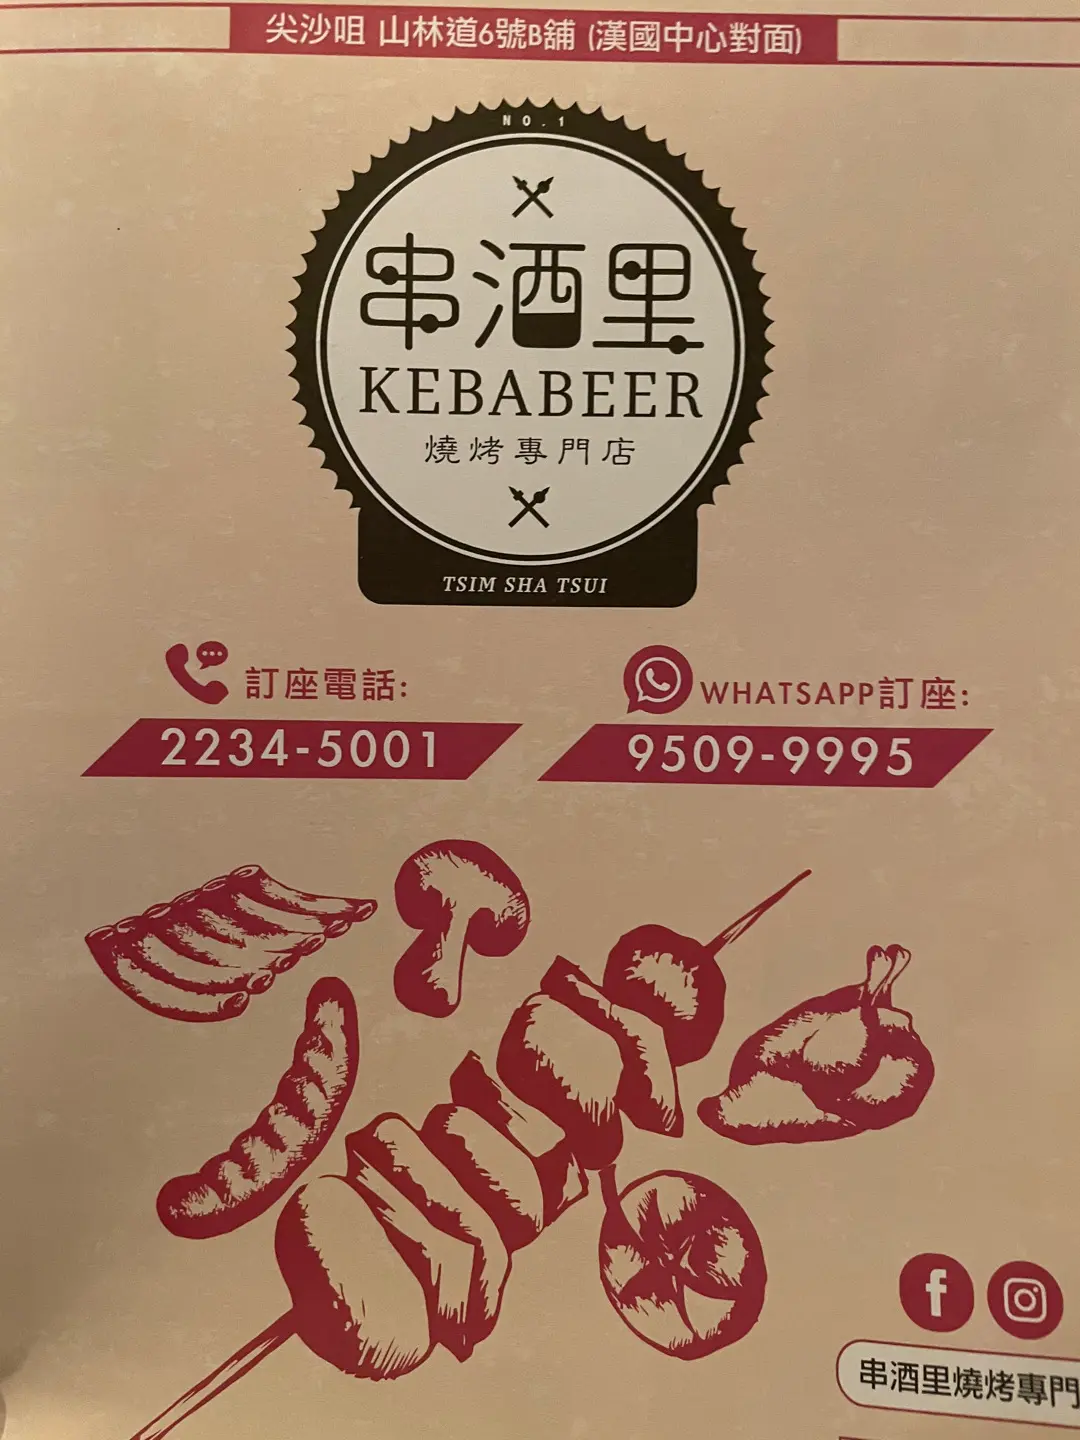 尖沙咀 山林道6號B舖 (漢國中心對面)
NO.1
串酒里
KEBABEER
燒烤專門店
TSIM SHA TSUI
訂座電話:
2234-5001
WHATSAPP訂座:
9509-9995
串酒里燒烤專門